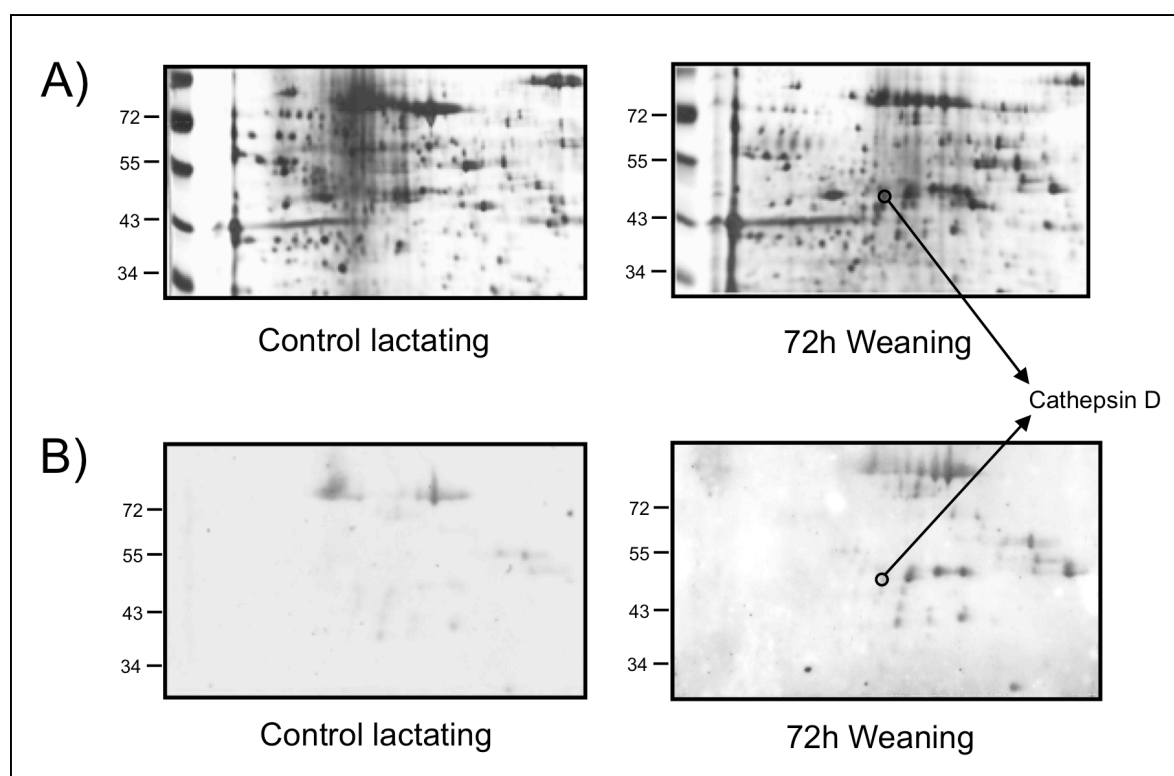 A)
72
55
43
34
72
55
43
34
Control lactating
72h Weaning
Cathepsin D
B)
72
55
43
34
72
55
43
34
Control lactating
72h Weaning